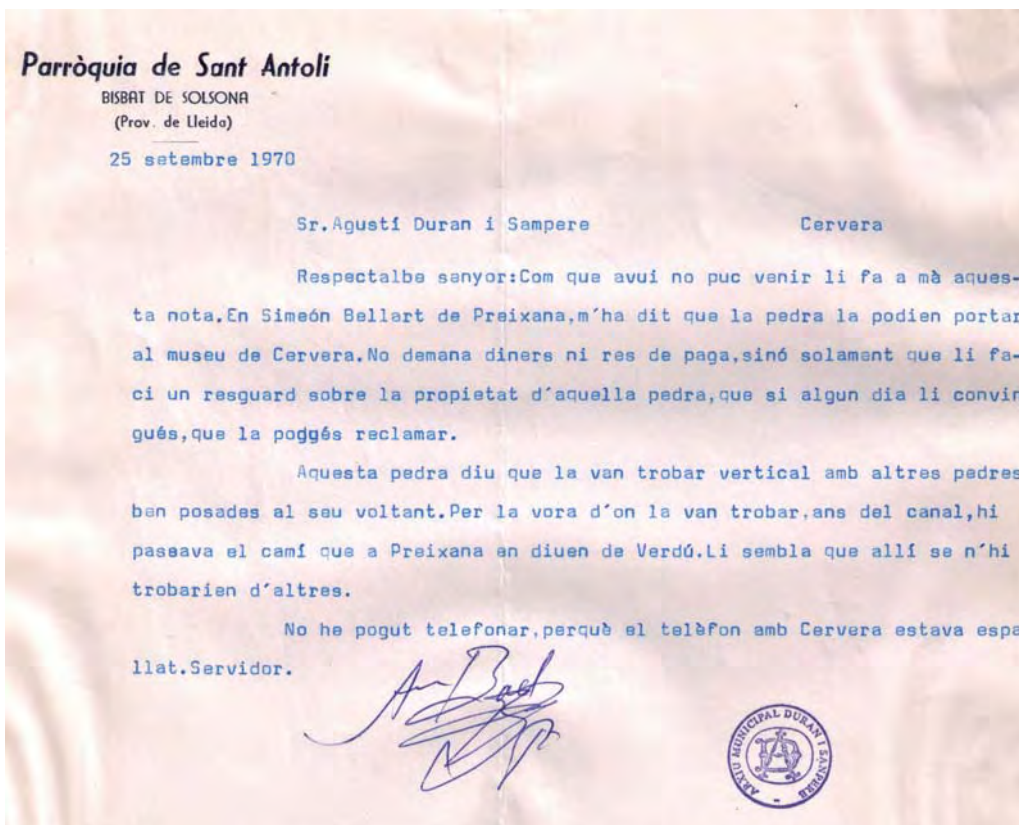 Parròquia de Sant Antolí
BISBAT DE SOLSONA
(Prov. de Lleida)
25 setembre 1970
Sr.Agustí Duran i Sampere Cervera
Respectalbe senyor:Com que avui no puc venir li fa a mà aques-
ta nota.En Simeón Bellart de Preixana,m´ha dit que la pedra la podien portar
al museu de Cervera.No demana diners ni res de paga,sinó solament que li fa-
ci un resguard sobre la propietat d´aquella pedra,que si algun dia li convin
gués,que la poggés reclamar.
Aquesta pedra diu que la van trobar vertical amb altres pedres
ben posades al seu voltant.Per la vora d´on la van trobar,ans del canal,hi
passava el camí que a Preixana en diuen de Verdú.Li sembla que allí se n´hi
trobarien d´altres.
No he pogut telefonar,perquè el telèfon amb Cervera estava espa
llat.Servidor.
ARXIU MUNICIPAL DURAN I SANPERE